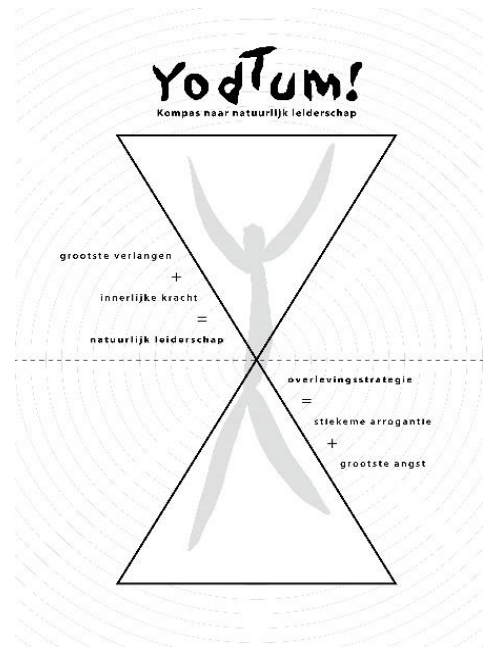 YodTum!
Kompas naar natuurlijk leiderschap
grootste verlangen
+
innerlijke kracht
=
natuurlijk leiderschap
overlevingsstrategie
=
stiekeme arrogantie
+
grootste angst